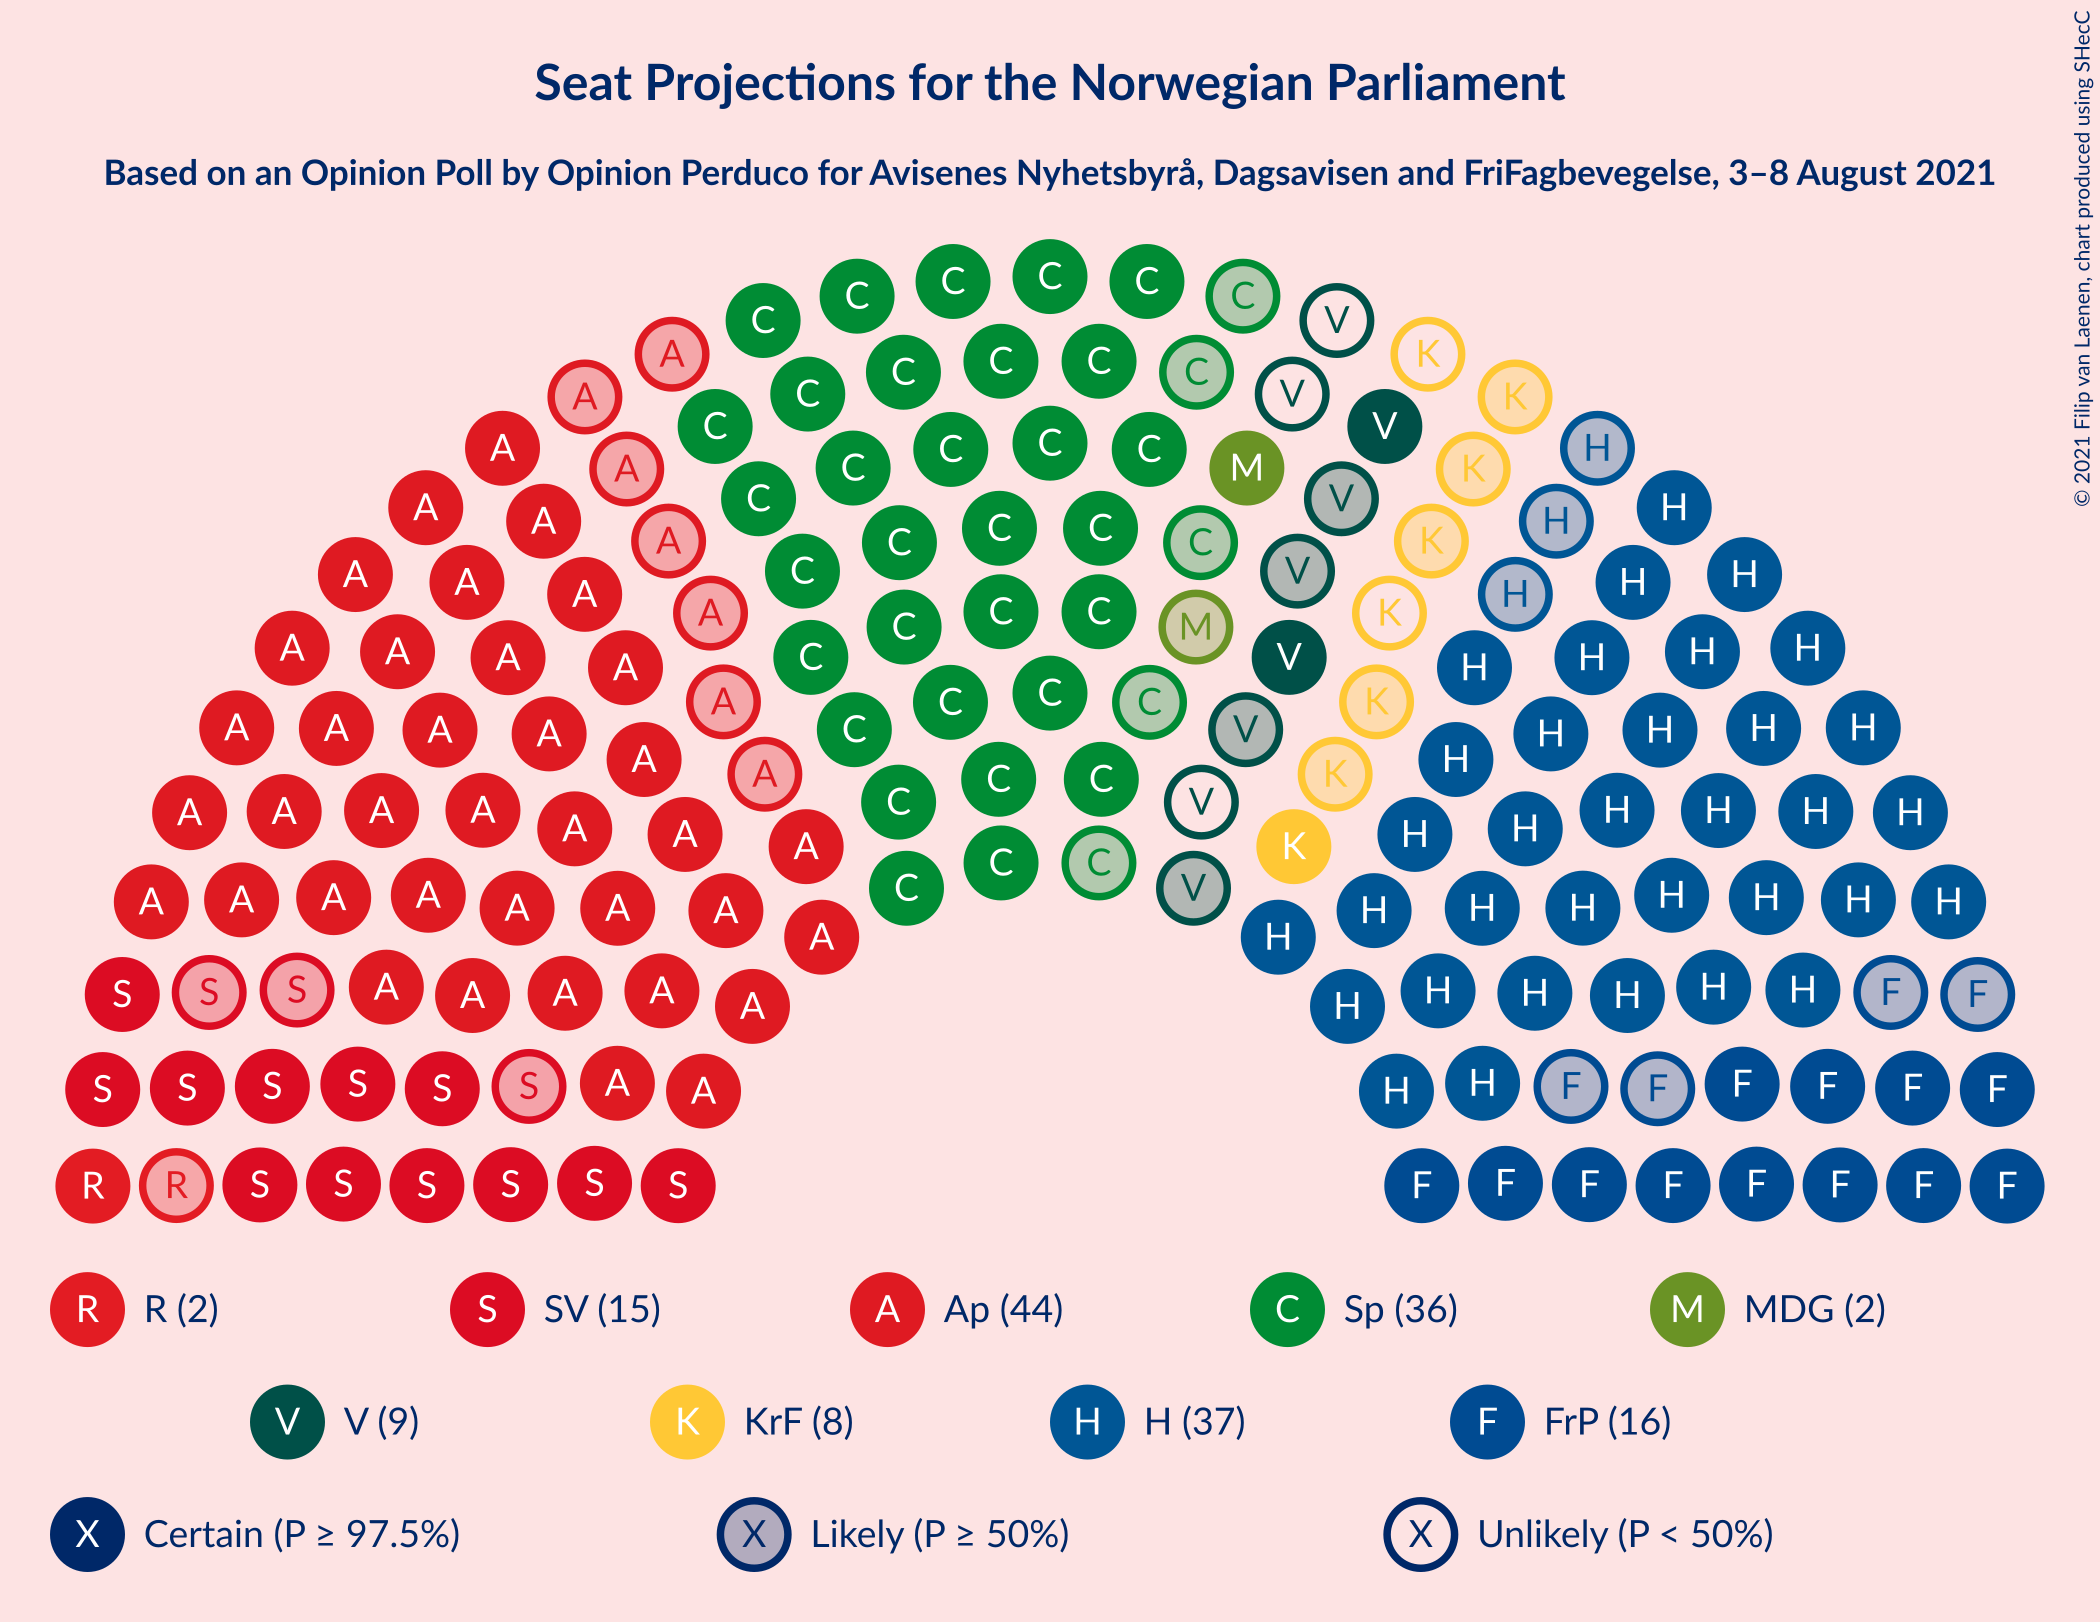 Seat Projections for the Norwegian Parliament
Based on an Opinion Poll by Opinion Perduco for Avisenes Nyhetsbyrå, Dagsavisen and FriFagbevegelse, 3–8 August 2021
© 2021 Filip van Laenen, chart produced using SHecC
C C C C C C V
A A K K
C C C C C C V V
A H
A C C C C C M V K H
A A C C C C C V K H
A A A C C C C M V K H H H
A A A A C C C C V K H H H H
A A A A A A C C C V K H H H H H
A A A A A A A C C C V K H H H H H H
A A A A A A A A H H H H H H H H
S S S A A A A A H H H H H H F F
S S S S S S A A H H F F F F F F
R R S S S S S S F F F F F F F F
R R (2) S SV (15) A Ap (44) C Sp (36) M MDG (2)
V V (9) K KrF (8) H H (37) F FrP (16)
X Certain (P ≥ 97.5%) X Likely (P ≥ 50%) X Unlikely (P < 50%)